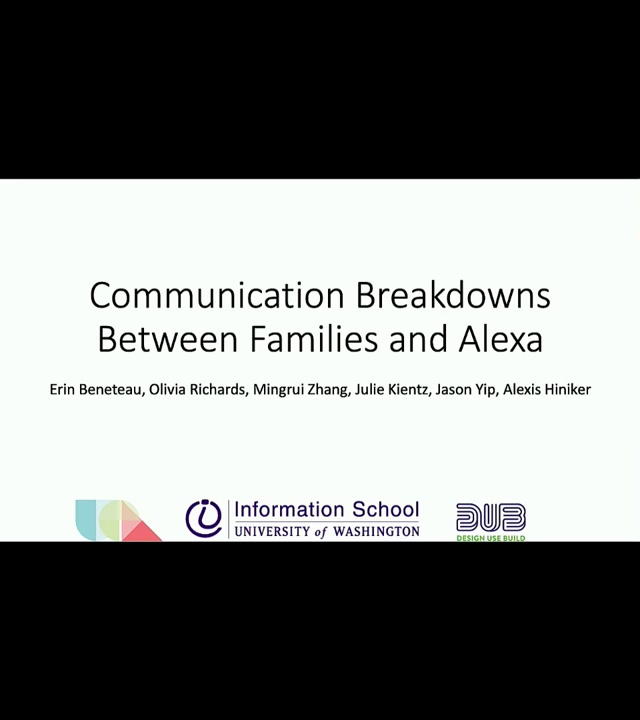 Communication Breakdowns
Between Families and Alexa
Erin Beneteau, Olivia Richards, Mingrui Zhang, Julie Kientz, Jason Yip, Alexis Hiniker
Information School
UNIVERSITY of WASHINGTON
DUB
DESIGN USE BUILD